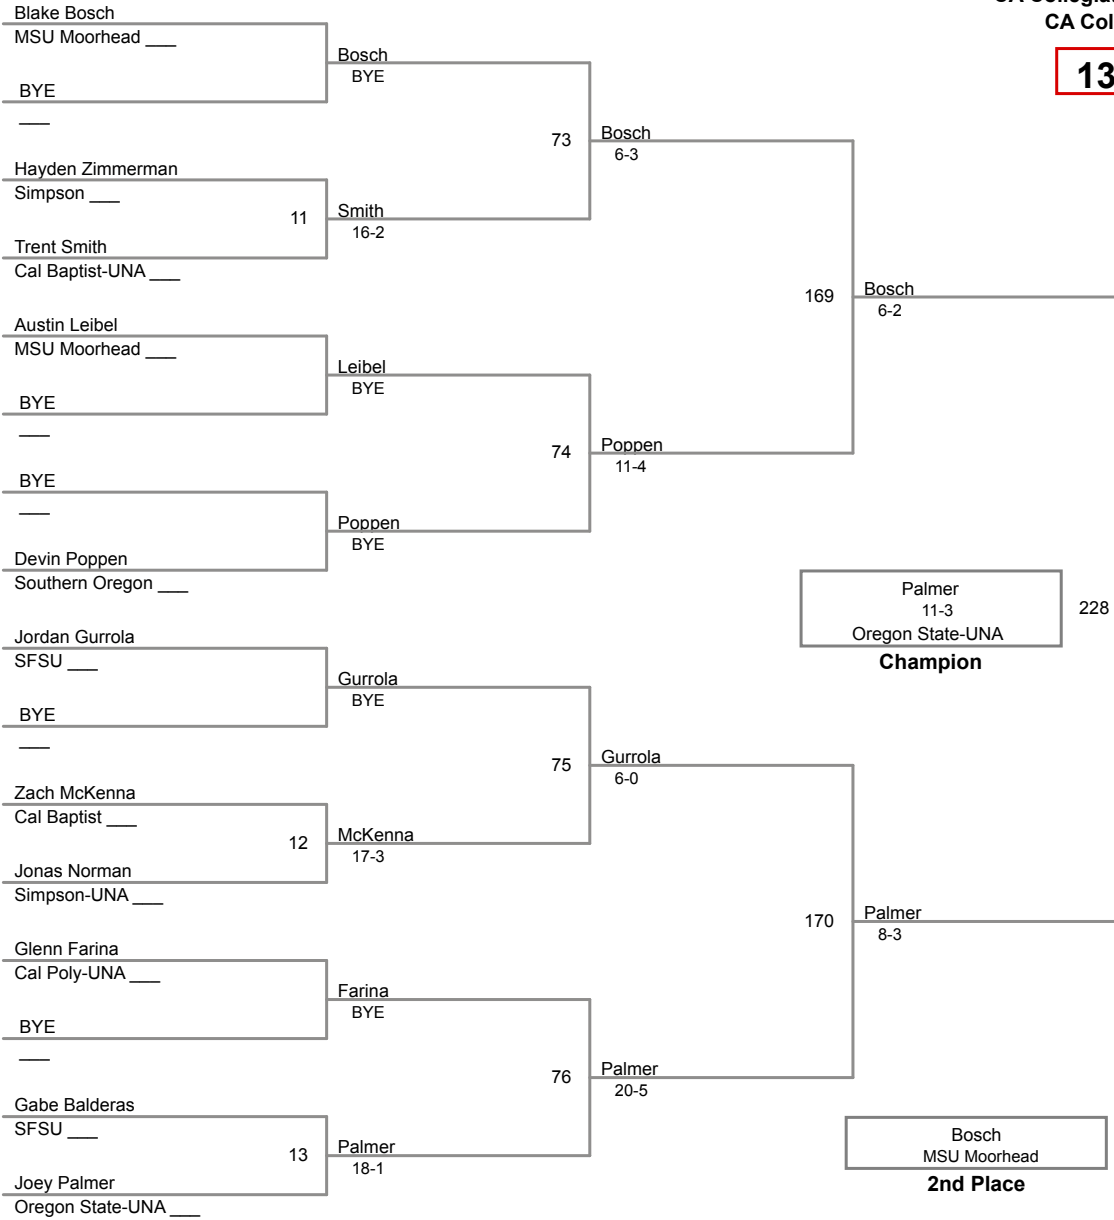 CA Col
13
Blake Bosch
MSU Moorhead ___
BYE
___
Hayden Zimmerman
Simpson ___
Trent Smith
Cal Baptist-UNA ___
Austin Leibel
MSU Moorhead ___
BYE
___
BYE
___
Devin Poppen
Southern Oregon ___
Jordan Gurrola
SFSU ___
BYE
___
Zach McKenna
Cal Baptist ___
Jonas Norman
Simpson-UNA ___
Glenn Farina
Cal Poly-UNA ___
BYE
___
Gabe Balderas
SFSU ___
Joey Palmer
Oregon State-UNA ___
Bosch
BYE
11
Smith
16-2
Leibel
BYE
Poppen
BYE
Gurrola
BYE
12
McKenna
17-3
Farina
BYE
13
Palmer
18-1
73
Bosch
6-3
74
Poppen
11-4
75
Gurrola
6-0
76
Palmer
20-5
169
Bosch
6-2
170
Palmer
8-3
Palmer
11-3
Oregon State-UNA
228
Champion
Bosch
MSU Moorhead
2nd Place